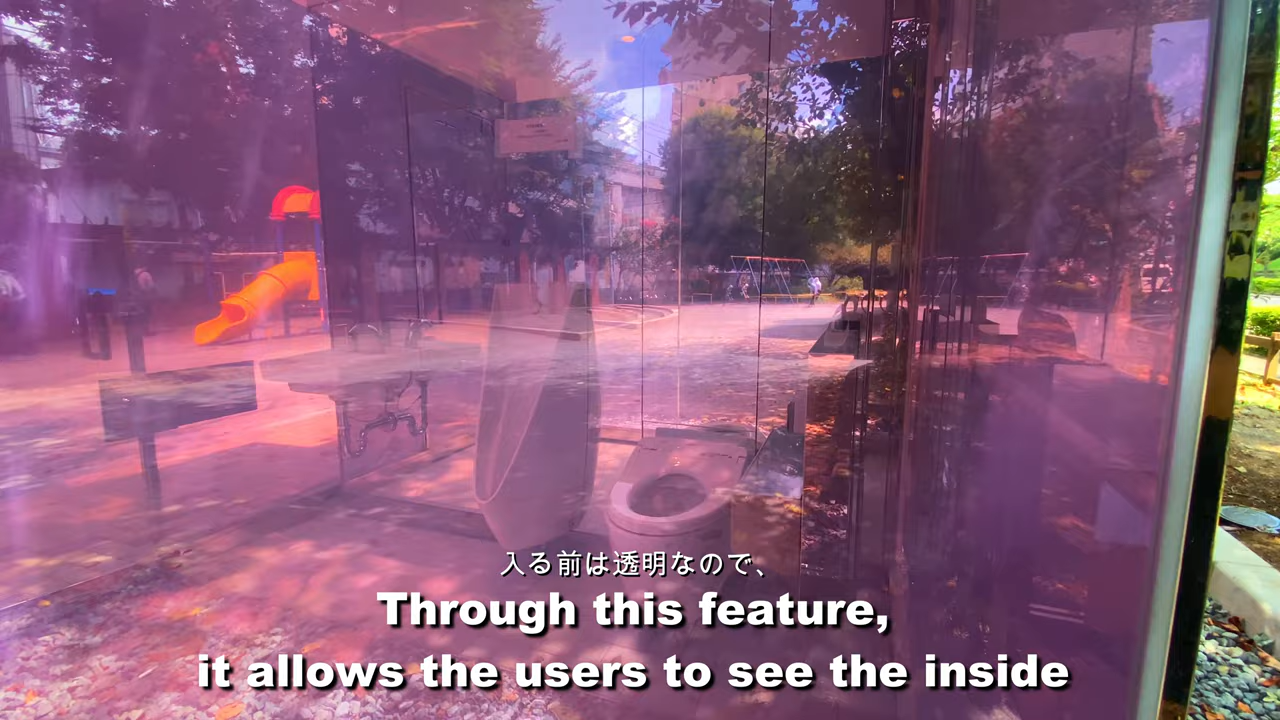 入る前は透明なので、
Through this feature,
it allows the users to see the inside